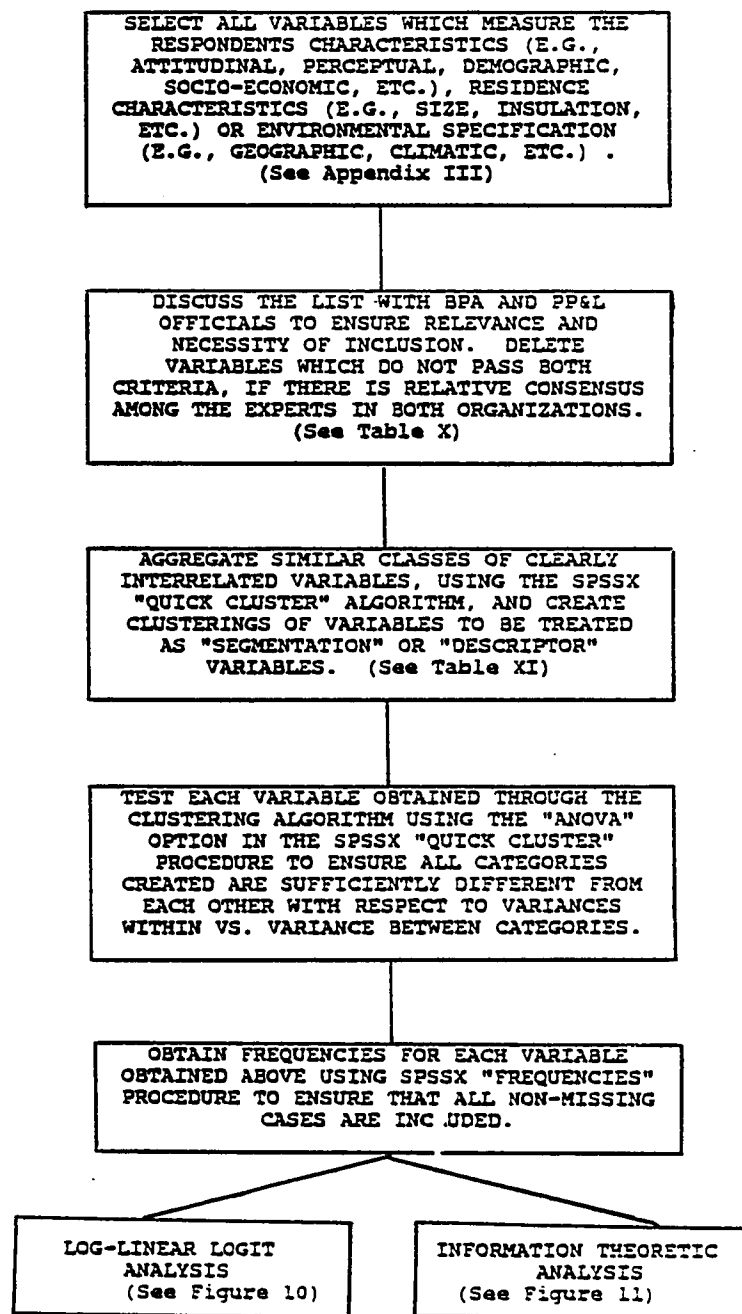 SELECT ALL VARIABLES WHICH MEASURE THE
RESPONDENTS CHARACTERISTICS (E.G.,
ATTITUDINAL, PERCEPTUAL, DEMOGRAPHIC,
SOCIO-ECONOMIC, ETC.), RESIDENCE
CHARACTERISTICS (E.G., SIZE, INSULATION,
ETC.) OR ENVIRONMENTAL SPECIFICATION
(E.G., GEOGRAPHIC, CLIMATIC, ETC.) .
(See Appendix III)
DISCUSS THE LIST WITH BPA AND PP&L
OFFICIALS TO ENSURE RELEVANCE AND
NECESSITY OF INCLUSION. DELETE
VARIABLES WHICH DO NOT PASS BOTH
CRITERIA, IF THERE IS RELATIVE CONSENSUS
AMONG THE EXPERTS IN BOTH ORGANIZATIONS.
(See Table X)
AGGREGATE SIMILAR CLASSES OF CLEARLY
INTERRELATED VARIABLES, USING THE SPSSX
"QUICK CLUSTER" ALGORITHM, AND CREATE
CLUSTERINGS OF VARIABLES TO BE TREATED
AS "SEGMENTATION" OR "DESCRIPTOR"
VARIABLES. (See Table XI)
TEST EACH VARIABLE OBTAINED THROUGH THE
CLUSTERING ALGORITHM USING THE "ANOVA"
OPTION IN THE SPSSX "QUICK CLUSTER"
PROCEDURE TO ENSURE ALL CATEGORIES
CREATED ARE SUFFICIENTLY DIFFERENT FROM
EACH OTHER WITH RESPECT TO VARIANCES
WITHIN VS. VARIANCE BETWEEN CATEGORIES.
OBTAIN FREQUENCIES FOR EACH VARIABLE
OBTAINED ABOVE USING SPSSX "FREQUENCIES"
PROCEDURE TO ENSURE THAT ALL NON-MISSING
CASES ARE INC.UDED.
LOG-LINEAR LOGIT
ANALYSIS
(See Figure 10)
INFORMATION THEORETIC
ANALYSIS
(See Figure 11)